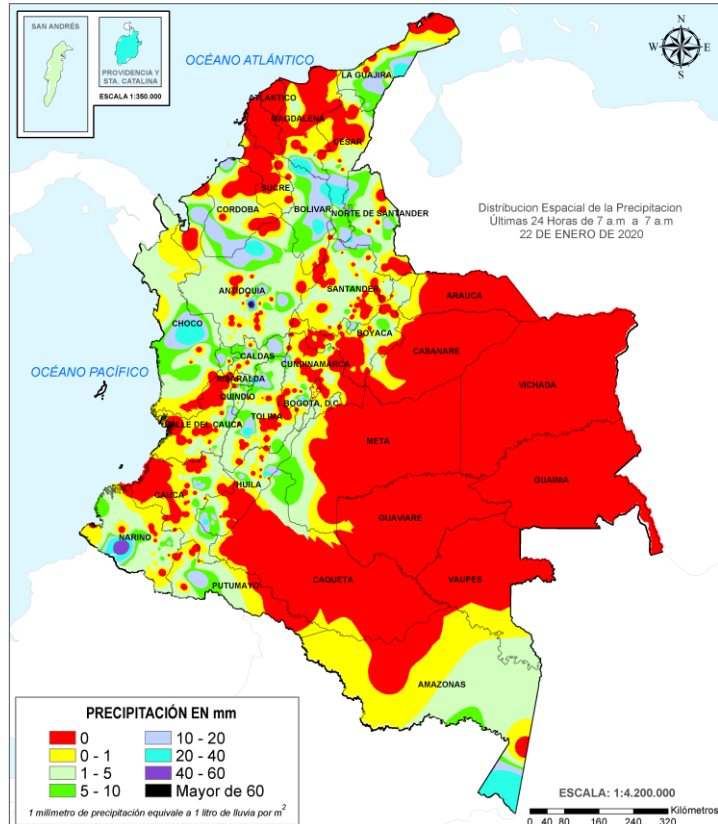 SAN ANDRÉS
PROVIDENCIA Y
STA. CATALINA
ESCALA 1:350.000
OCÉANO ATLÁNTICO
N
W
E
S
LA GUAJIRA
ATLANTICO
MAGDALENA
CESAR
SUCRE
CORDOBA
BOLIVAR
NORTE DE SANTANDER
Distribucion Espacial de la Precipitacion
Últimas 24 Horas de 7 a.m a 7 a.m
22 DE ENERO DE 2020
ANTIOQUIA
SANTANDER
ARAUCA
CHOCO
BOYACA
CASANARE
CALDAS
CUNDINAMARCA
OCÉANO PACÍFICO
RISARALDA
VICHADA
QUINDIO
BOGOTA, D.C.
TOLIMA
VALLE DEL CAUCA
META
GUAINIA
HUILA
CAUCA
GUAVIARE
NARINO
CAQUETA
VAUPES
PUTUMAYO
AMAZONAS
PRECIPITACIÓN EN mm
0
10 - 20
0 - 1
20 - 40
1 - 5
40 - 60
5 - 10
Mayor de 60
1 milimetro de precipitación equivale a 1 litro de lluvia por m²
ESCALA: 1:4.200.000
Kilómetros
0 40 80 160 240 320